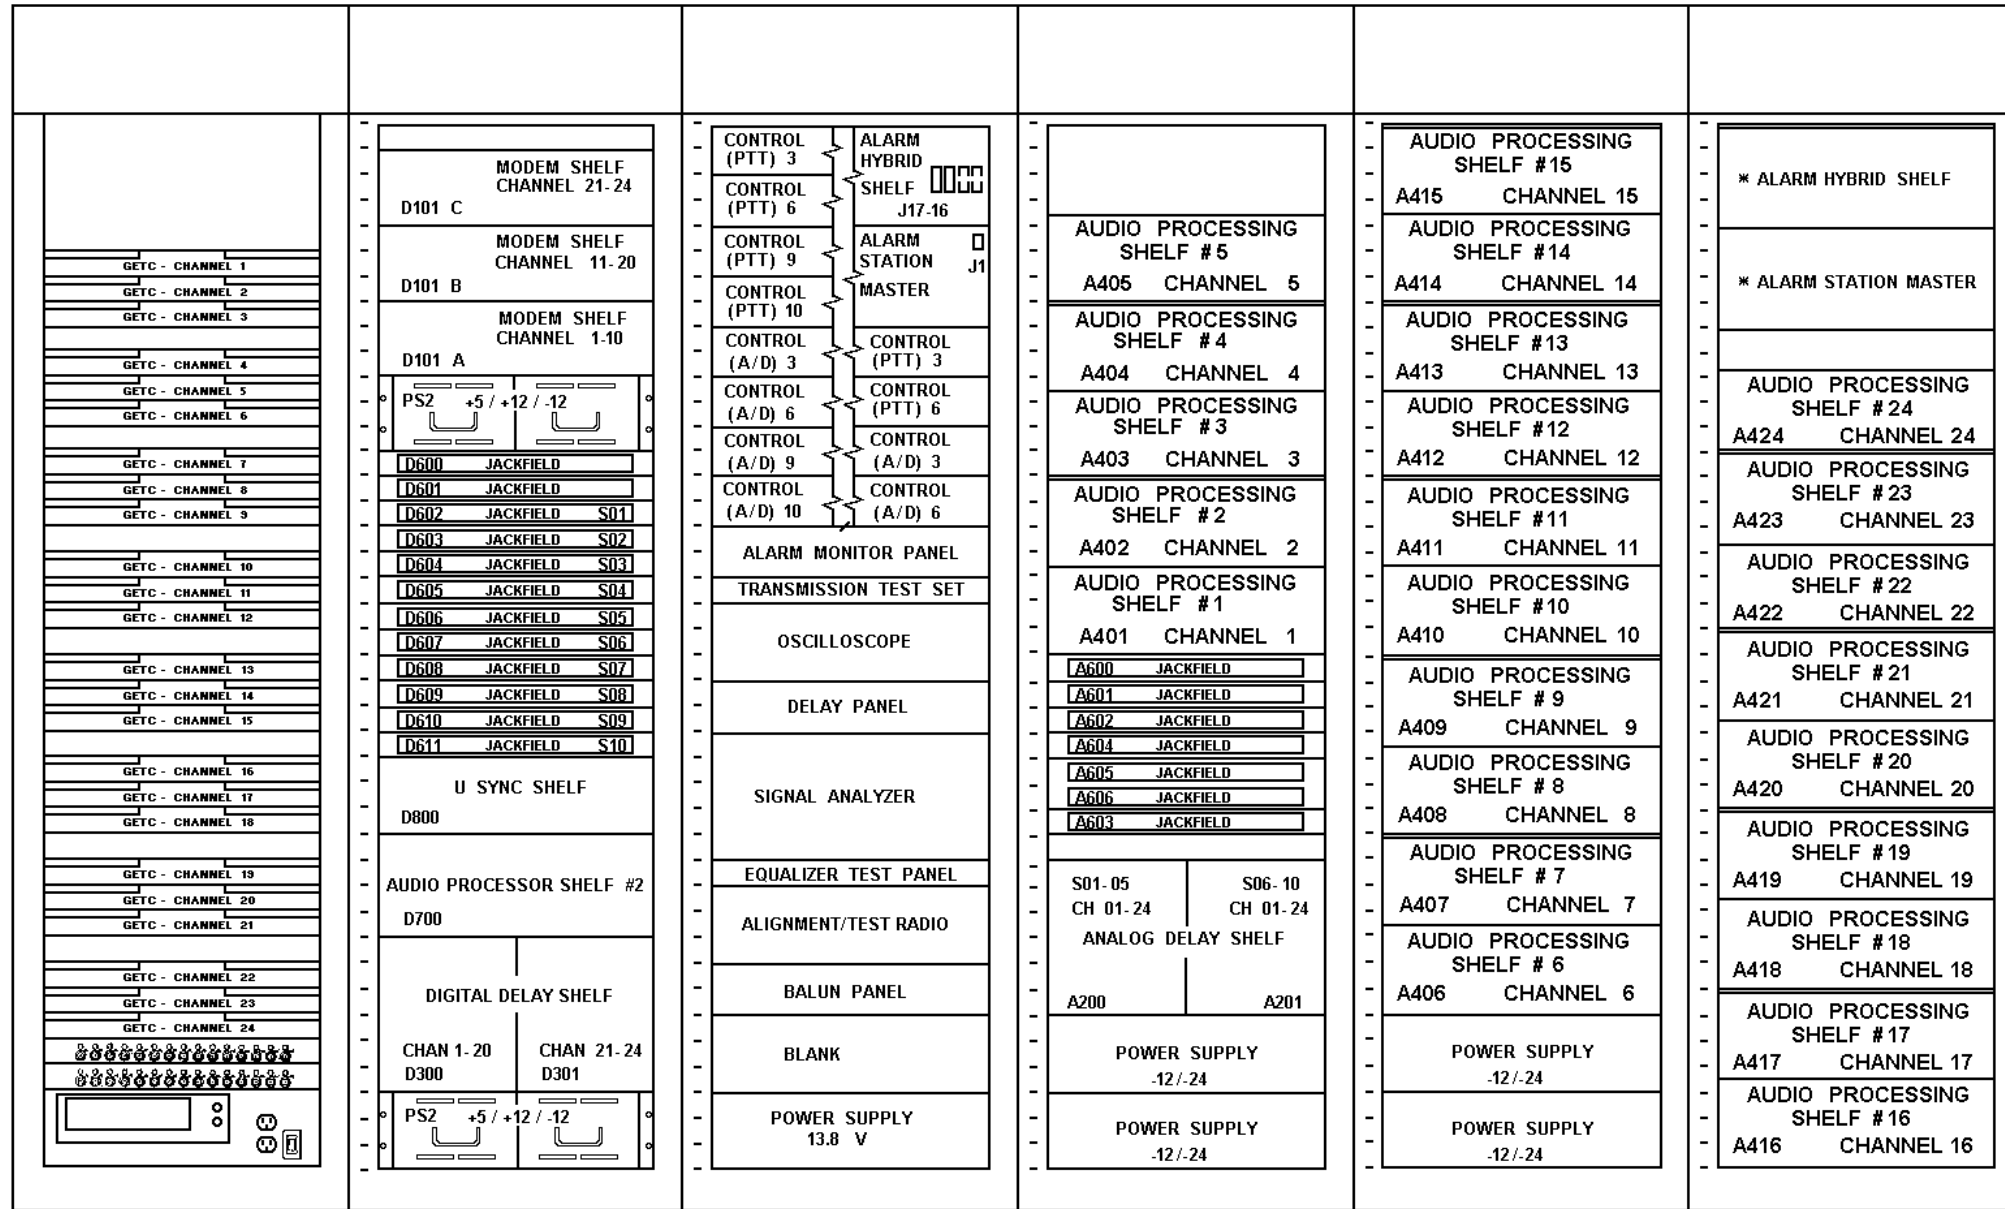 GETC - CHANNEL 1
GETC - CHANNEL 2
GETC - CHANNEL 3
GETC - CHANNEL 4
GETC - CHANNEL 5
GETC - CHANNEL 6
GETC - CHANNEL 7
GETC - CHANNEL 8
GETC - CHANNEL 9
GETC - CHANNEL 10
GETC - CHANNEL 11
GETC - CHANNEL 12
GETC - CHANNEL 13
GETC - CHANNEL 14
GETC - CHANNEL 15
GETC - CHANNEL 16
GETC - CHANNEL 17
GETC - CHANNEL 18
GETC - CHANNEL 19
GETC - CHANNEL 20
GETC - CHANNEL 21
GETC - CHANNEL 22
GETC - CHANNEL 23
GETC - CHANNEL 24
MODEM SHELF
CHANNEL 21-24
D101 C
MODEM SHELF
CHANNEL 11-20
D101 B
MODEM SHELF
CHANNEL 1-10
D101 A
PS2 +5 / +12 / -12
D600 JACKFIELD
D601 JACKFIELD
D602 JACKFIELD S01
D603 JACKFIELD S02
D604 JACKFIELD S03
D605 JACKFIELD S04
D606 JACKFIELD S05
D607 JACKFIELD S06
D608 JACKFIELD S07
D609 JACKFIELD S08
D610 JACKFIELD S09
D611 JACKFIELD S10
U SYNC SHELF
D800
AUDIO PROCESSOR SHELF #2
D700
DIGITAL DELAY SHELF
CHAN 1-20 CHAN 21-24
D300 D301
PS2 +5 / +12 / -12
CONTROL
(PTT) 3
CONTROL
(PTT) 6
CONTROL
(PTT) 9
CONTROL
(PTT) 10
CONTROL
(A/D) 3
CONTROL
(A/D) 6
CONTROL
(A/D) 9
CONTROL
(A/D) 10
ALARM
HYBRID
SHELF
J17-16
ALARM
STATION
J1
MASTER
CONTROL
(PTT) 3
CONTROL
(PTT) 6
CONTROL
(A/D) 3
CONTROL
(A/D) 6
ALARM MONITOR PANEL
TRANSMISSION TEST SET
OSCILLOSCOPE
DELAY PANEL
SIGNAL ANALYZER
EQUALIZER TEST PANEL
ALIGNMENT/TEST RADIO
BALUN PANEL
BLANK
POWER SUPPLY
13.8 V
AUDIO PROCESSING
SHELF #5
A405 CHANNEL 5
AUDIO PROCESSING
SHELF #4
A404 CHANNEL 4
AUDIO PROCESSING
SHELF #3
A403 CHANNEL 3
AUDIO PROCESSING
SHELF #2
A402 CHANNEL 2
AUDIO PROCESSING
SHELF #1
A401 CHANNEL 1
A600 JACKFIELD
A601 JACKFIELD
A602 JACKFIELD
A604 JACKFIELD
A605 JACKFIELD
A606 JACKFIELD
A603 JACKFIELD
S01-05 S06-10
CH 01-24 CH 01-24
ANALOG DELAY SHELF
A200 A201
POWER SUPPLY
-12/-24
POWER SUPPLY
-12/-24
AUDIO PROCESSING
SHELF #15
A415 CHANNEL 15
AUDIO PROCESSING
SHELF #14
A414 CHANNEL 14
AUDIO PROCESSING
SHELF #13
A413 CHANNEL 13
AUDIO PROCESSING
SHELF #12
A412 CHANNEL 12
AUDIO PROCESSING
SHELF #11
A411 CHANNEL 11
AUDIO PROCESSING
SHELF #10
A410 CHANNEL 10
AUDIO PROCESSING
SHELF # 9
A409 CHANNEL 9
AUDIO PROCESSING
SHELF # 8
A408 CHANNEL 8
AUDIO PROCESSING
SHELF # 7
A407 CHANNEL 7
AUDIO PROCESSING
SHELF # 6
A406 CHANNEL 6
POWER SUPPLY
-12/-24
POWER SUPPLY
-12/-24
* ALARM HYBRID SHELF
* ALARM STATION MASTER
AUDIO PROCESSING
SHELF #24
A424 CHANNEL 24
AUDIO PROCESSING
SHELF #23
A423 CHANNEL 23
AUDIO PROCESSING
SHELF #22
A422 CHANNEL 22
AUDIO PROCESSING
SHELF #21
A421 CHANNEL 21
AUDIO PROCESSING
SHELF #20
A420 CHANNEL 20
AUDIO PROCESSING
SHELF #19
A419 CHANNEL 19
AUDIO PROCESSING
SHELF #18
A418 CHANNEL 18
AUDIO PROCESSING
SHELF #17
A417 CHANNEL 17
AUDIO PROCESSING
SHELF #16
A416 CHANNEL 16